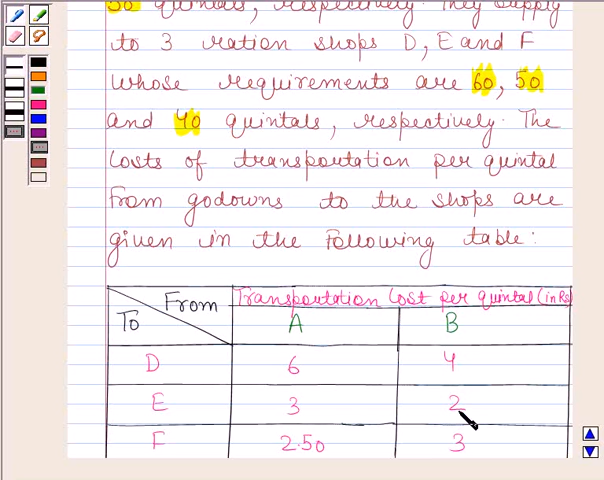 50 quintals, respectively. They supply
to 3 ration shops D, E and F
whose requirements are 60, 50
and 40 quintals, respectively. The
costs of transportation per quintal
from godowns to the shops are
given in the following table:
From Transportation Cost per quintal (in Rs)
To A B
D 6 4
E 3 2
F 2.50 3